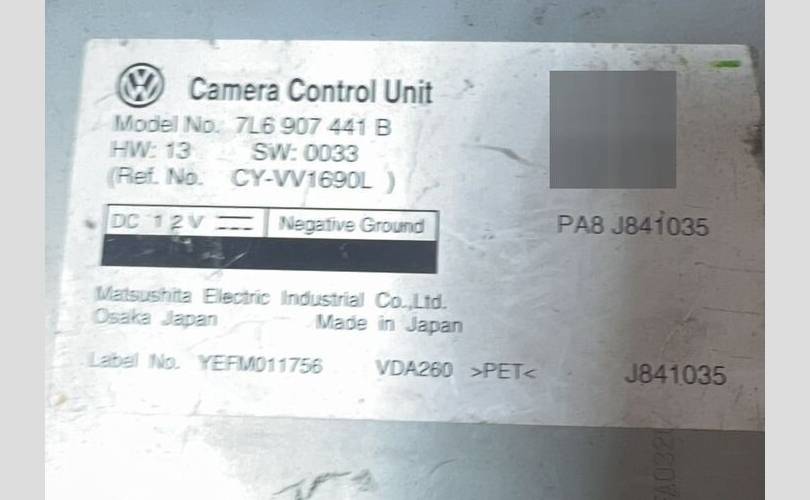 Camera Control Unit
Model No. 7L6 907 441 B
HW: 13 SW: 0033
(Ref. No. CY-VV1690L )
DC 12V Negative Ground
PA8 J841035
Matsushita Electric Industrial Co.,Ltd.
Osaka Japan Made in Japan
Label No. YEFM011756 VDA260 >PET< J841035